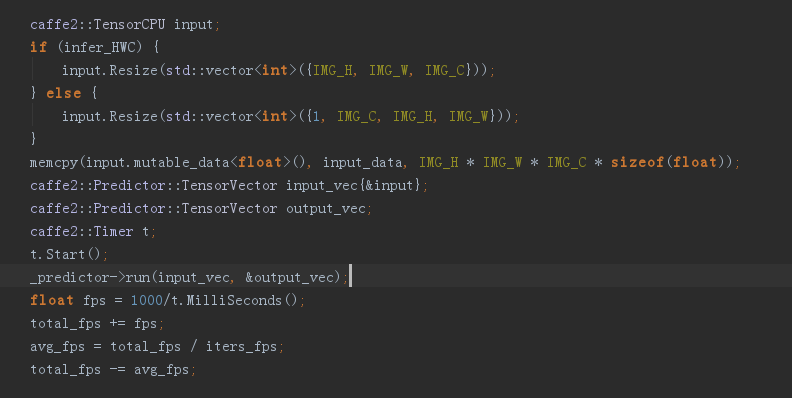 caffe2::TensorCPU input;
if (infer_HWC) {
    input.Resize(std::vector<int>({IMG_H, IMG_W, IMG_C}));
} else {
    input.Resize(std::vector<int>({1, IMG_C, IMG_H, IMG_W}));
}
memcpy(input.mutable_data<float>(), input_data, IMG_H * IMG_W * IMG_C * sizeof(float));
caffe2::Predictor::TensorVector input_vec{&input};
caffe2::Predictor::TensorVector output_vec;
caffe2::Timer t;
t.Start();
_predictor->run(input_vec, &output_vec);
float fps = 1000/t.MilliSeconds();
total_fps += fps;
avg_fps = total_fps / iters_fps;
total_fps -= avg_fps;